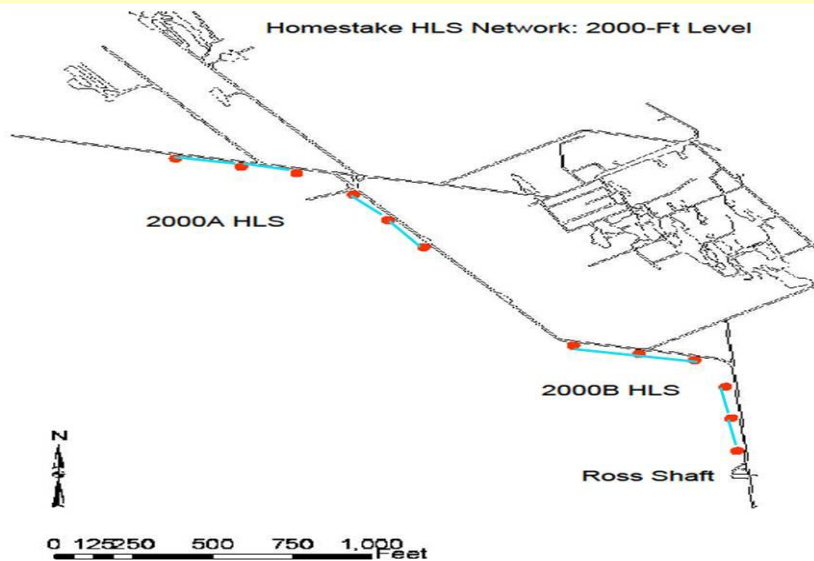 Homestake HLS Network: 2000-Ft Level
2000A HLS
2000B HLS
Ross Shaft
N
0 125250 500 750 1,000
Feet